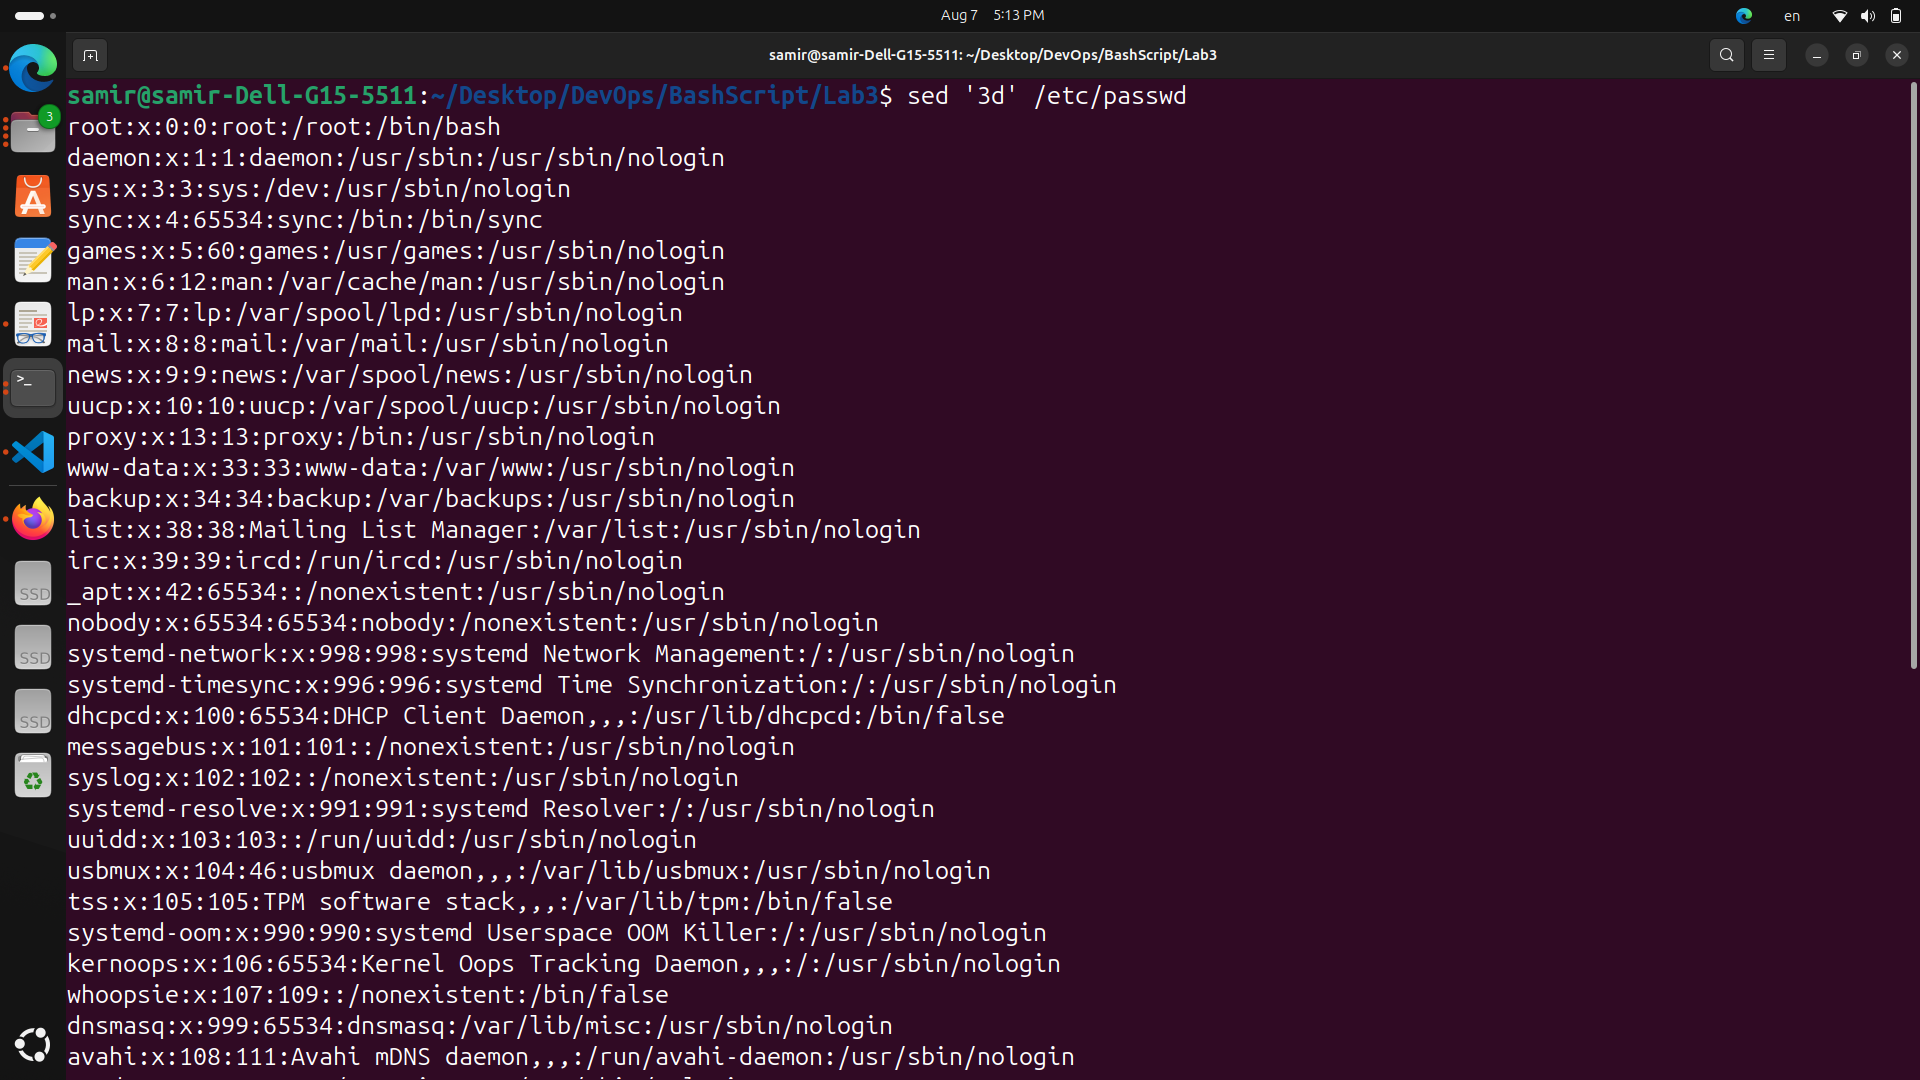 Aug 7 5:13 PM
en
samir@samir-Dell-G15-5511: ~/Desktop/DevOps/BashScript/Lab3
3
samir@samir-Dell-G15-5511:~/Desktop/DevOps/BashScript/Lab3$ sed '3d' /etc/passwd
root:x:0:0:root:/root:/bin/bash
daemon:x:1:1:daemon:/usr/sbin:/usr/sbin/nologin
sys:x:3:3:sys:/dev:/usr/sbin/nologin
sync:x:4:65534:sync:/bin:/bin/sync
games:x:5:60:games:/usr/games:/usr/sbin/nologin
man:x:6:12:man:/var/cache/man:/usr/sbin/nologin
lp:x:7:7:lp:/var/spool/lpd:/usr/sbin/nologin
mail:x:8:8:mail:/var/mail:/usr/sbin/nologin
news:x:9:9:news:/var/spool/news:/usr/sbin/nologin
uucp:x:10:10:uucp:/var/spool/uucp:/usr/sbin/nologin
proxy:x:13:13:proxy:/bin:/usr/sbin/nologin
www-data:x:33:33:www-data:/var/www:/usr/sbin/nologin
backup:x:34:34:backup:/var/backups:/usr/sbin/nologin
list:x:38:38:Mailing List Manager:/var/list:/usr/sbin/nologin
irc:x:39:39:ircd:/run/ircd:/usr/sbin/nologin
_apt:x:42:65534::/nonexistent:/usr/sbin/nologin
nobody:x:65534:65534:nobody:/nonexistent:/usr/sbin/nologin
systemd-network:x:998:998:systemd Network Management:/:/usr/sbin/nologin
systemd-timesync:x:996:996:systemd Time Synchronization:/:/usr/sbin/nologin
dhcpcd:x:100:65534:DHCP Client Daemon,,,:/usr/lib/dhcpcd:/bin/false
messagebus:x:101:101::/nonexistent:/usr/sbin/nologin
syslog:x:102:102::/nonexistent:/usr/sbin/nologin
systemd-resolve:x:991:991:systemd Resolver:/:/usr/sbin/nologin
uuidd:x:103:103::/run/uuidd:/usr/sbin/nologin
usbmux:x:104:46:usbmux daemon,,,:/var/lib/usbmux:/usr/sbin/nologin
tss:x:105:105:TPM software stack,,,:/var/lib/tpm:/bin/false
systemd-oom:x:990:990:systemd Userspace OOM Killer:/:/usr/sbin/nologin
kernoops:x:106:65534:Kernel Oops Tracking Daemon,,,:/:/usr/sbin/nologin
whoopsie:x:107:109::/nonexistent:/bin/false
dnsmasq:x:999:65534:dnsmasq:/var/lib/misc:/usr/sbin/nologin
avahi:x:108:111:Avahi mDNS daemon,,,:/run/avahi-daemon:/usr/sbin/nologin
SSD
SSD
SSD